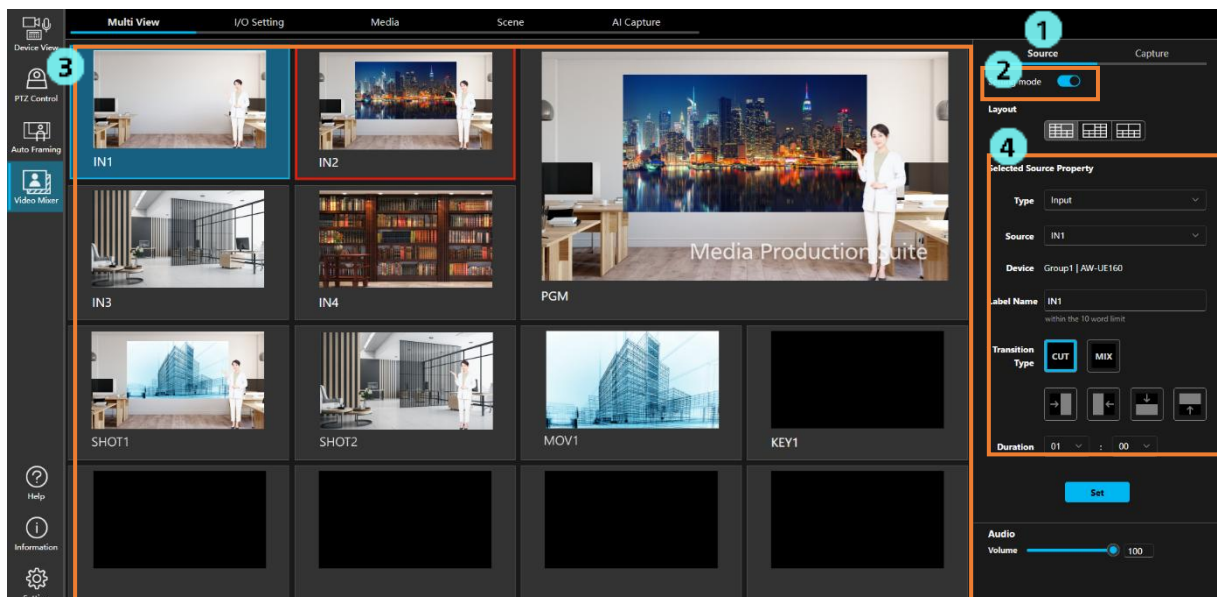 Multi View I/O Setting Media Scene AI Capture
Device View
PTZ Control
Auto Framing
Video Mixer
Help
Information
3
IN1
IN2
Media Production Suite
PGM
IN3
IN4
SHOT1
SHOT2
MOV1
KEY1
1
Source Capture
2
mode
Layout
4
Selected Source Property
Type Input
Source IN1
Device Group1 | AW-UE160
Label Name IN1
within the 10 word limit
Transition
Type
CUT MIX
Duration 01 : 00
Set
Audio
Volume 100